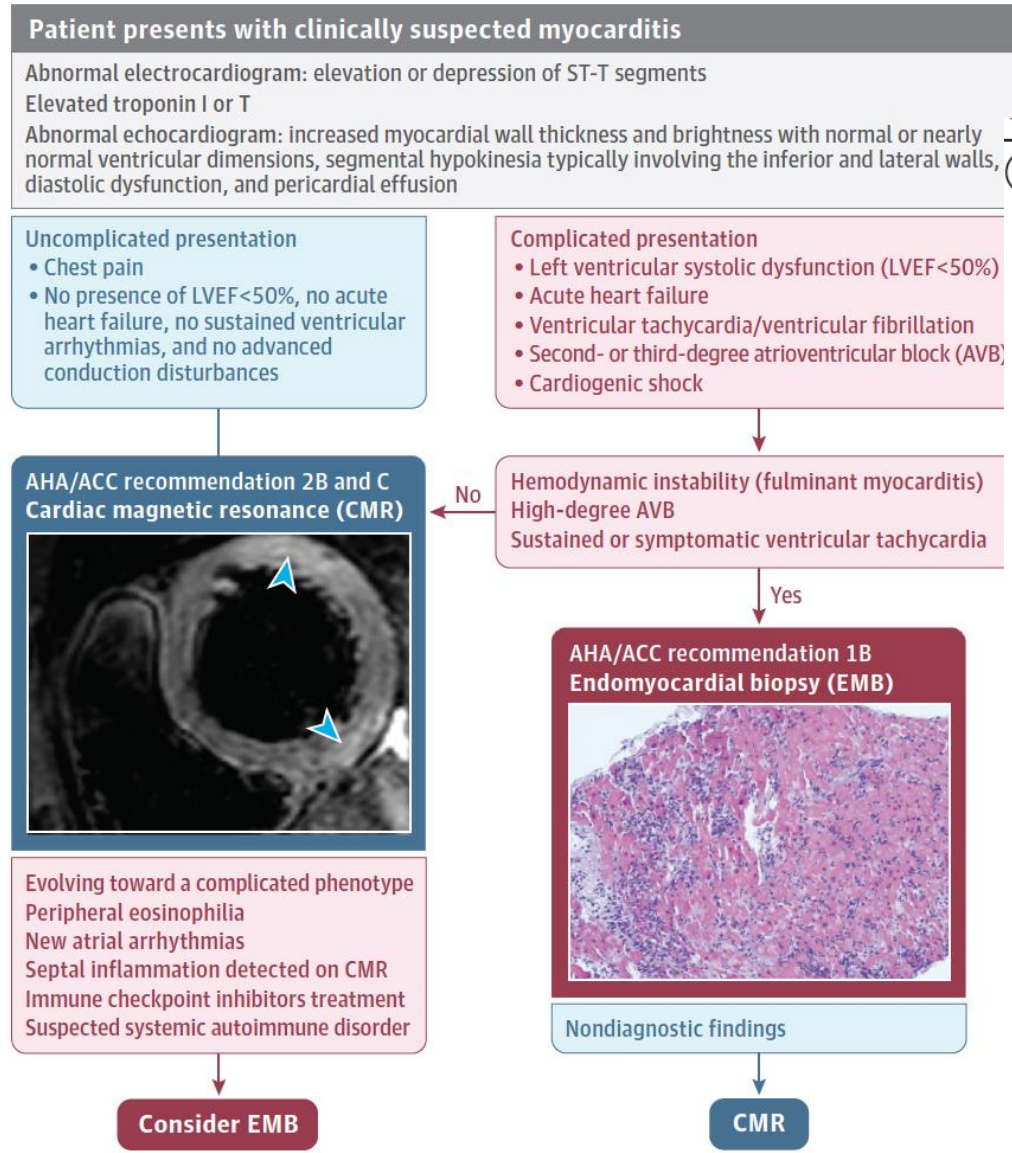 Patient presents with clinically suspected myocarditis
Abnormal electrocardiogram: elevation or depression of ST-T segments
Elevated troponin I or T
Abnormal echocardiogram: increased myocardial wall thickness and brightness with normal or nearly
normal ventricular dimensions, segmental hypokinesia typically involving the inferior and lateral walls,
diastolic dysfunction, and pericardial effusion
Uncomplicated presentation
• Chest pain
• No presence of LVEF<50%, no acute
heart failure, no sustained ventricular
arrhythmias, and no advanced
conduction disturbances
Complicated presentation
• Left ventricular systolic dysfunction (LVEF<50%)
• Acute heart failure
• Ventricular tachycardia/ventricular fibrillation
• Second- or third-degree atrioventricular block (AVB)
• Cardiogenic shock
Hemodynamic instability (fulminant myocarditis)
High-degree AVB
Sustained or symptomatic ventricular tachycardia
No
Yes
AHA/ACC recommendation 2B and C
Cardiac magnetic resonance (CMR)
AHA/ACC recommendation 1B
Endomyocardial biopsy (EMB)
Evolving toward a complicated phenotype
Peripheral eosinophilia
New atrial arrhythmias
Septal inflammation detected on CMR
Immune checkpoint inhibitors treatment
Suspected systemic autoimmune disorder
Nondiagnostic findings
Consider EMB
CMR